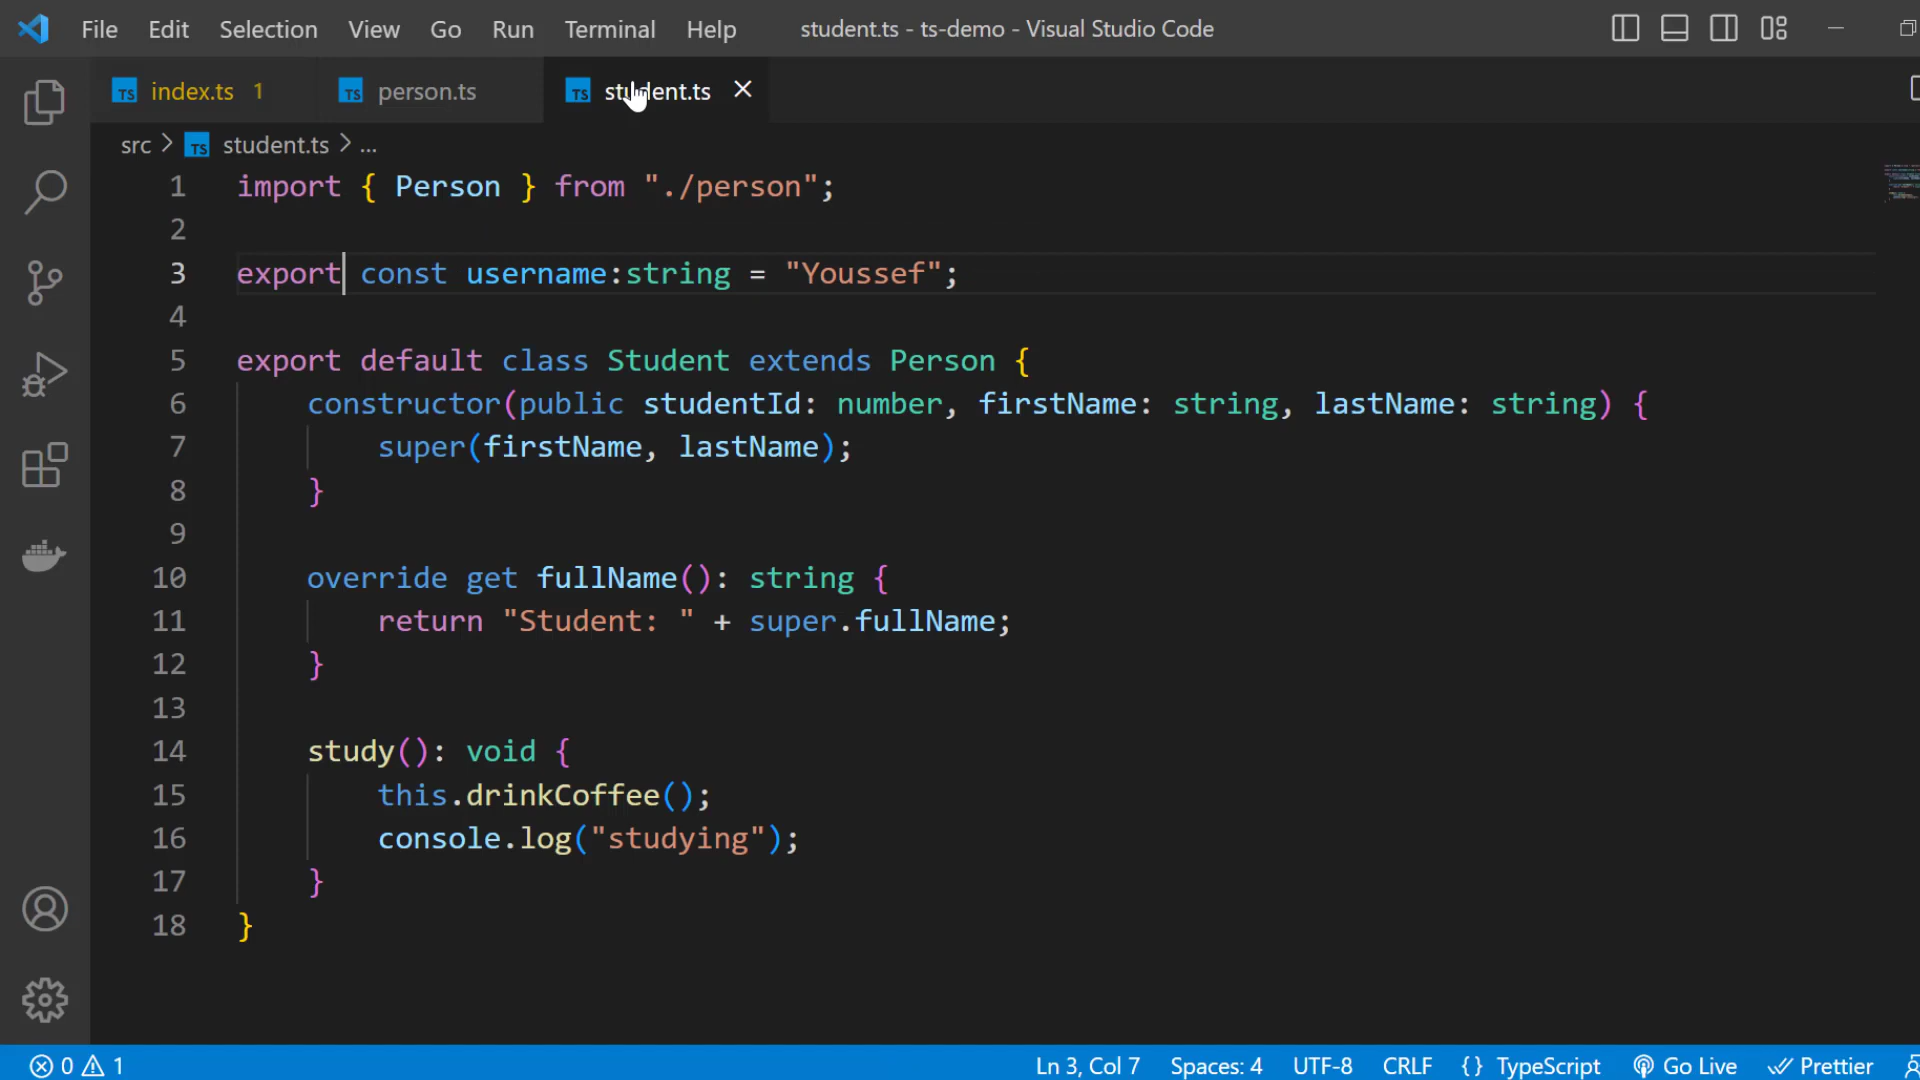 File Edit Selection View Go Run Terminal Help student.ts - ts-demo - Visual Studio Code
TS index.ts 1 TS person.ts TS student.ts
src > TS student.ts > ...
1 import { Person } from "./person";
2
3 export const username:string = "Youssef";
4
5 export default class Student extends Person {
6 constructor(public studentId: number, firstName: string, lastName: string) {
7 super(firstName, lastName);
8 }
9
10 override get fullName(): string {
11 return "Student: " + super.fullName;
12 }
13
14 study(): void {
15 this.drinkCoffee();
16 console.log("studying");
17 }
18 }
0 1 Ln 3, Col 7 Spaces: 4 UTF-8 CRLF {} TypeScript Go Live Prettier